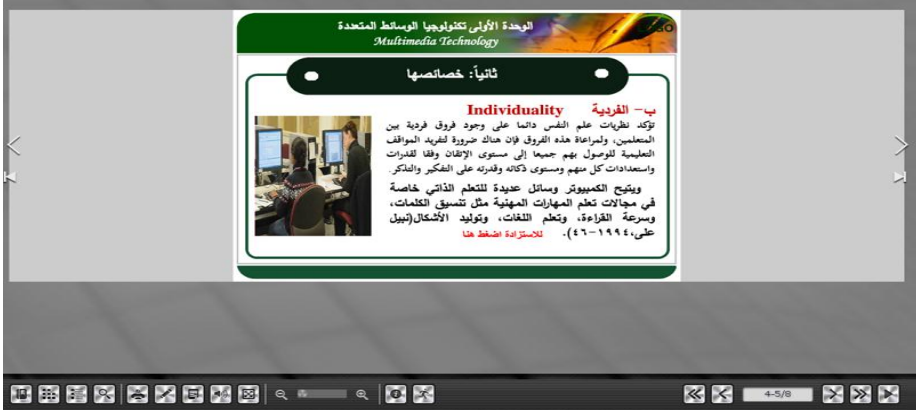 الوحدة الأولى تكنولوجيا الوسائط المتعددة
Multimedia Technology
ثانياً: خصائصها
ب- الفردية Individuality
تؤكد نظريات علم النفس دائما على وجود فروق فردية بين
المتعلمين، ولمراعاة هذه الفروق فإن هناك ضرورة لتفريد المواقف
التعليمية للوصول بهم جميعا إلى مستوى الإتقان وفقا لقدرات
واستعدادات كل منهم ومستوى ذكائه وقدرته على التفكير والتذكر.
ويتيح الكمبيوتر وسائل عديدة للتعلم الذاتي خاصة
في مجالات تعلم المهارات المهنية مثل تنسيق الكلمات،
وسرعة القراءة، وتعلم اللغات، وتوليد الأشكال(نبيل
على،١٩٩٤-٤٦). للاستزادة اضغط هنا
4-5/8